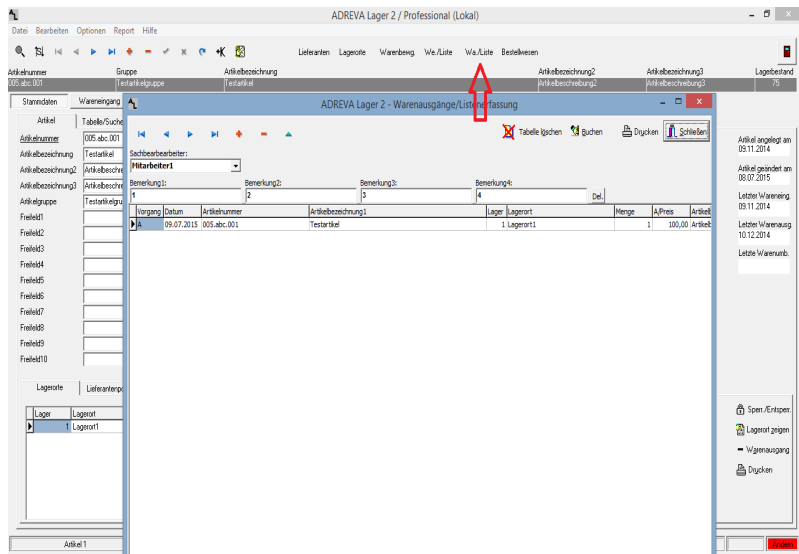 ADREVA Lager 2 / Professional (Lokal)
Datei Bearbeiten Optionen Report Hilfe
Lieferanten Lagerorte Warenbewg. We./Liste Wa./Liste Bestellwesen
Artikelnummer Gruppe Artikelbezeichnung Artikelbezeichnung2 Artikelbezeichnung3 Lagerbestand
005.abc.001 Testartikelgruppe Testartikel Artikelbeschreibung2 Artikelbeschreibung3 75
Stammdaten Wareneingang
ADREVA Lager 2 - Warenausgänge/Listenerfassung
Artikel Tabelle/Suche
Tabelle löschen Buchen Drucken Schließen
Artikelnummer 005.abc.001
Artikelbezeichnung Testartikel
Artikelbezeichnung2 Artikelbeschre
Artikelbezeichnung3 Artikelbeschre
Artikelgruppe Testartikelgru
Freifeld1
Freifeld2
Freifeld3
Freifeld4
Freifeld5
Freifeld6
Freifeld7
Freifeld8
Freifeld9
Freifeld10
Sachbearbearbeiter:
Mitarbeiter1
Bemerkung1: Bemerkung2: Bemerkung3: Bemerkung4:
1 2 3 4 Del.
Vorgang Datum Artikelnummer Artikelbezeichnung1 Lager Lagerort Menge A/Preis Artikelb
A 09.07.2015 005.abc.001 Testartikel 1 Lagerort1 1 100,00 Artikelb
Artikel angelegt am
09.11.2014
Artikel geändert am
08.07.2015
Letzter Wareneing.
09.11.2014
Letzter Warenausg.
10.12.2014
Letzte Warenumb.
Lagerorte Lieferantenpo
Lager Lagerort
1 Lagerort1
Sperr./Entsperr.
Lagerort zeigen
Warenausgang
Drucken
Artikel 1
Ändern